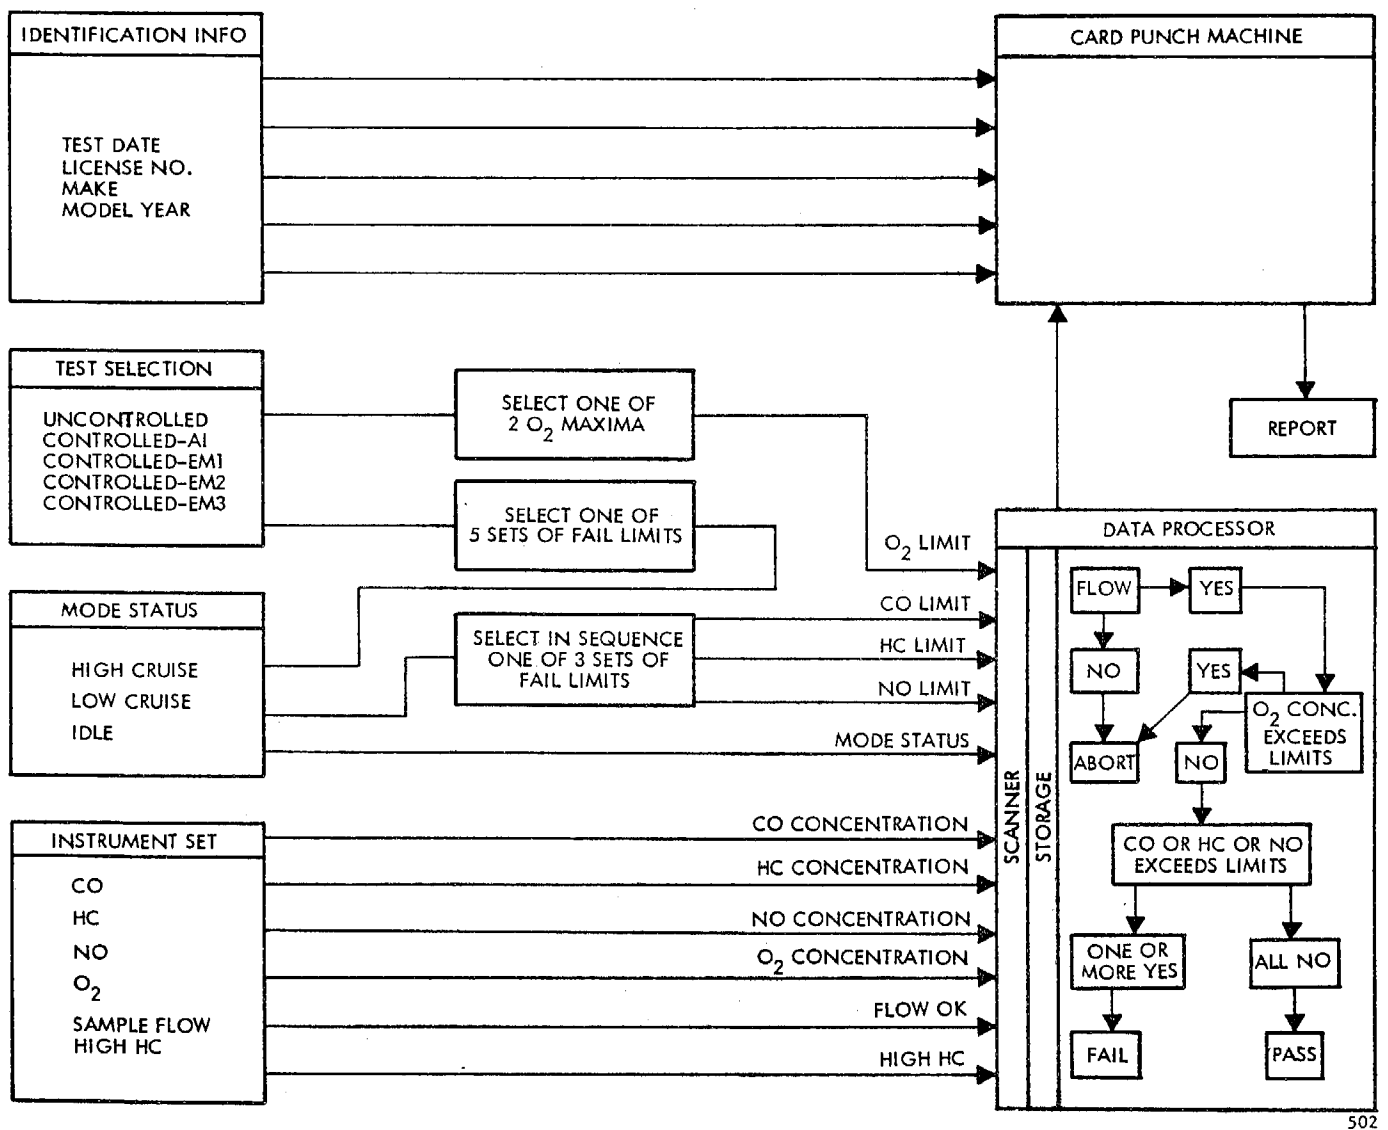 IDENTIFICATION INFO
TEST DATE
LICENSE NO.
MAKE
MODEL YEAR
CARD PUNCH MACHINE
REPORT
TEST SELECTION
UNCONTROLLED
CONTROLLED-AI
CONTROLLED-EM1
CONTROLLED-EM2
CONTROLLED-EM3
SELECT ONE OF
2 O2 MAXIMA
SELECT ONE OF
5 SETS OF FAIL LIMITS
MODE STATUS
HIGH CRUISE
LOW CRUISE
IDLE
SELECT IN SEQUENCE
ONE OF 3 SETS OF
FAIL LIMITS
O2 LIMIT
CO LIMIT
HC LIMIT
NO LIMIT
MODE STATUS
INSTRUMENT SET
CO
HC
NO
O2
SAMPLE FLOW
HIGH HC
CO CONCENTRATION
HC CONCENTRATION
NO CONCENTRATION
O2 CONCENTRATION
FLOW OK
HIGH HC
DATA PROCESSOR
SCANNER
STORAGE
FLOW
YES
NO
YES
O2 CONC.
EXCEEDS
LIMITS
ABORT
NO
CO OR HC OR NO
EXCEEDS LIMITS
ONE OR
MORE YES
ALL NO
FAIL
PASS
502